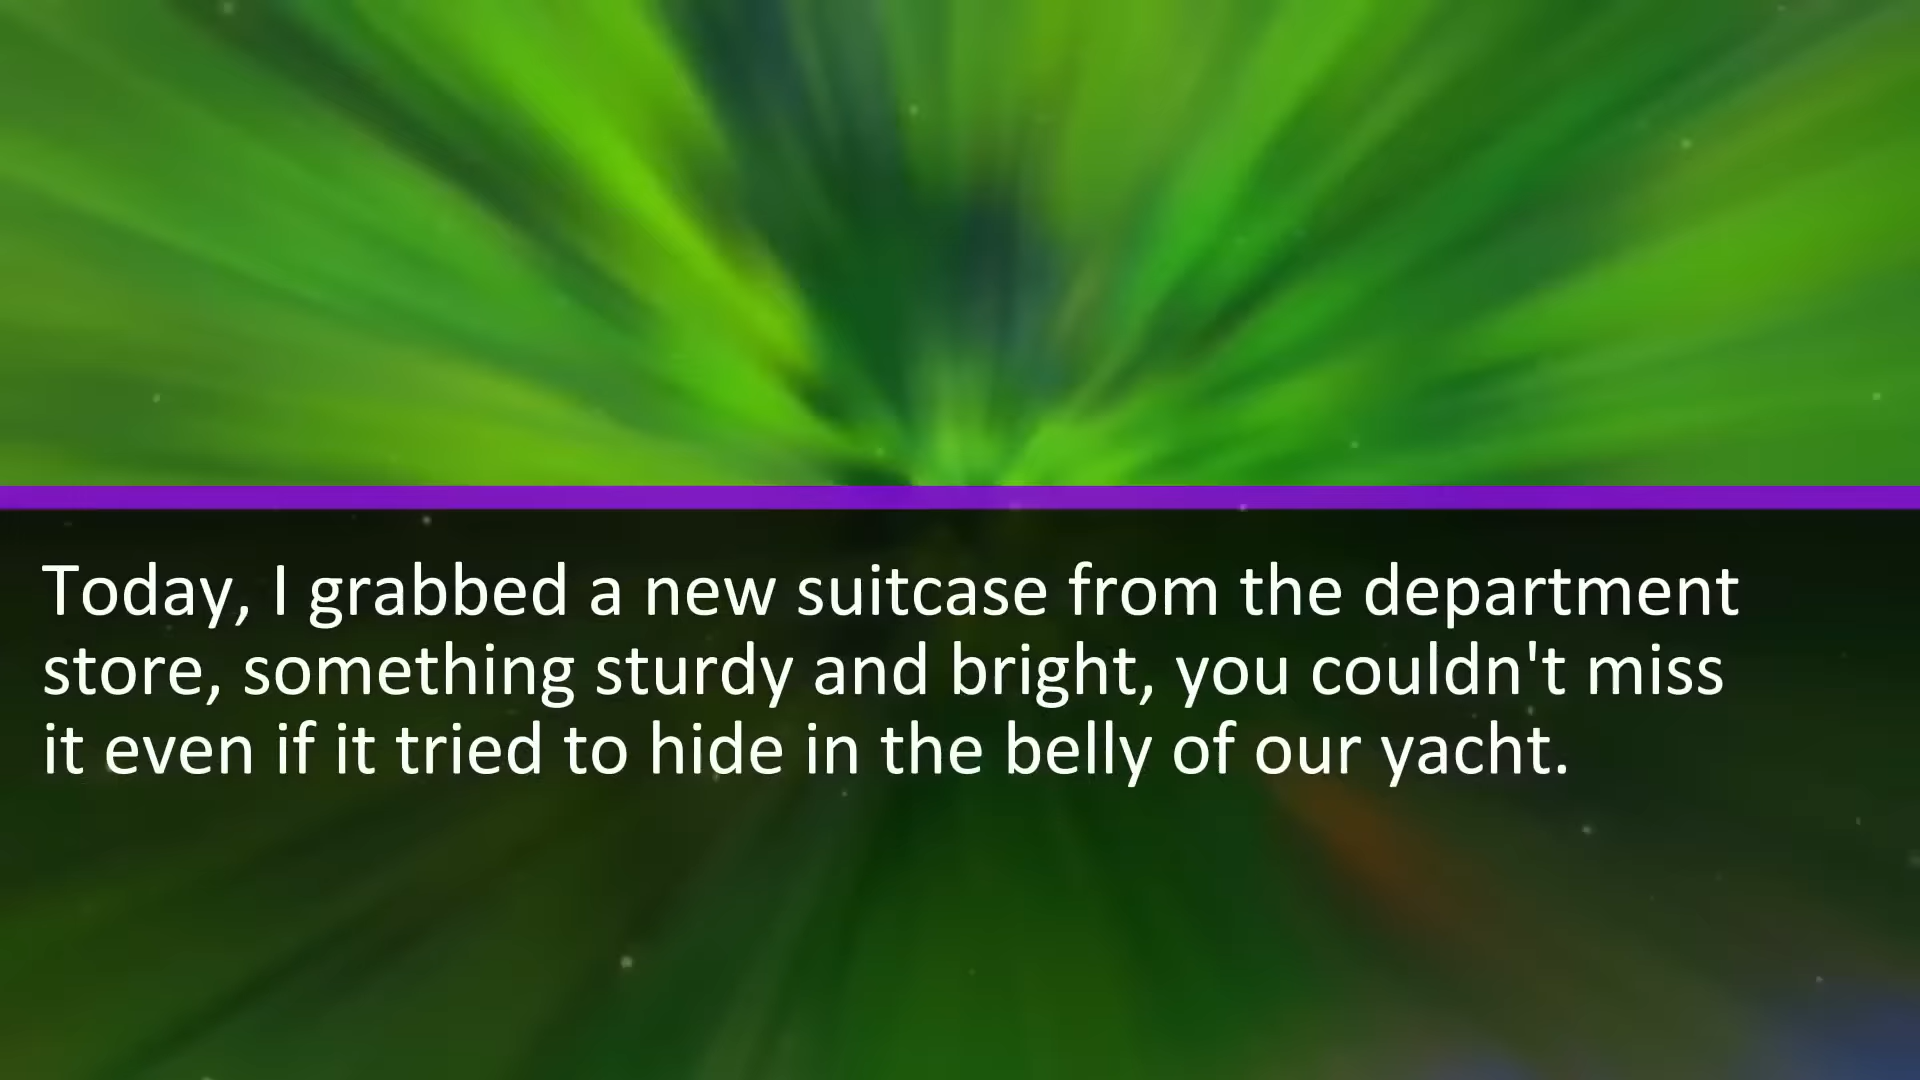 Today, I grabbed a new suitcase from the department
store, something sturdy and bright, you couldn't miss
it even if it tried to hide in the belly of our yacht.